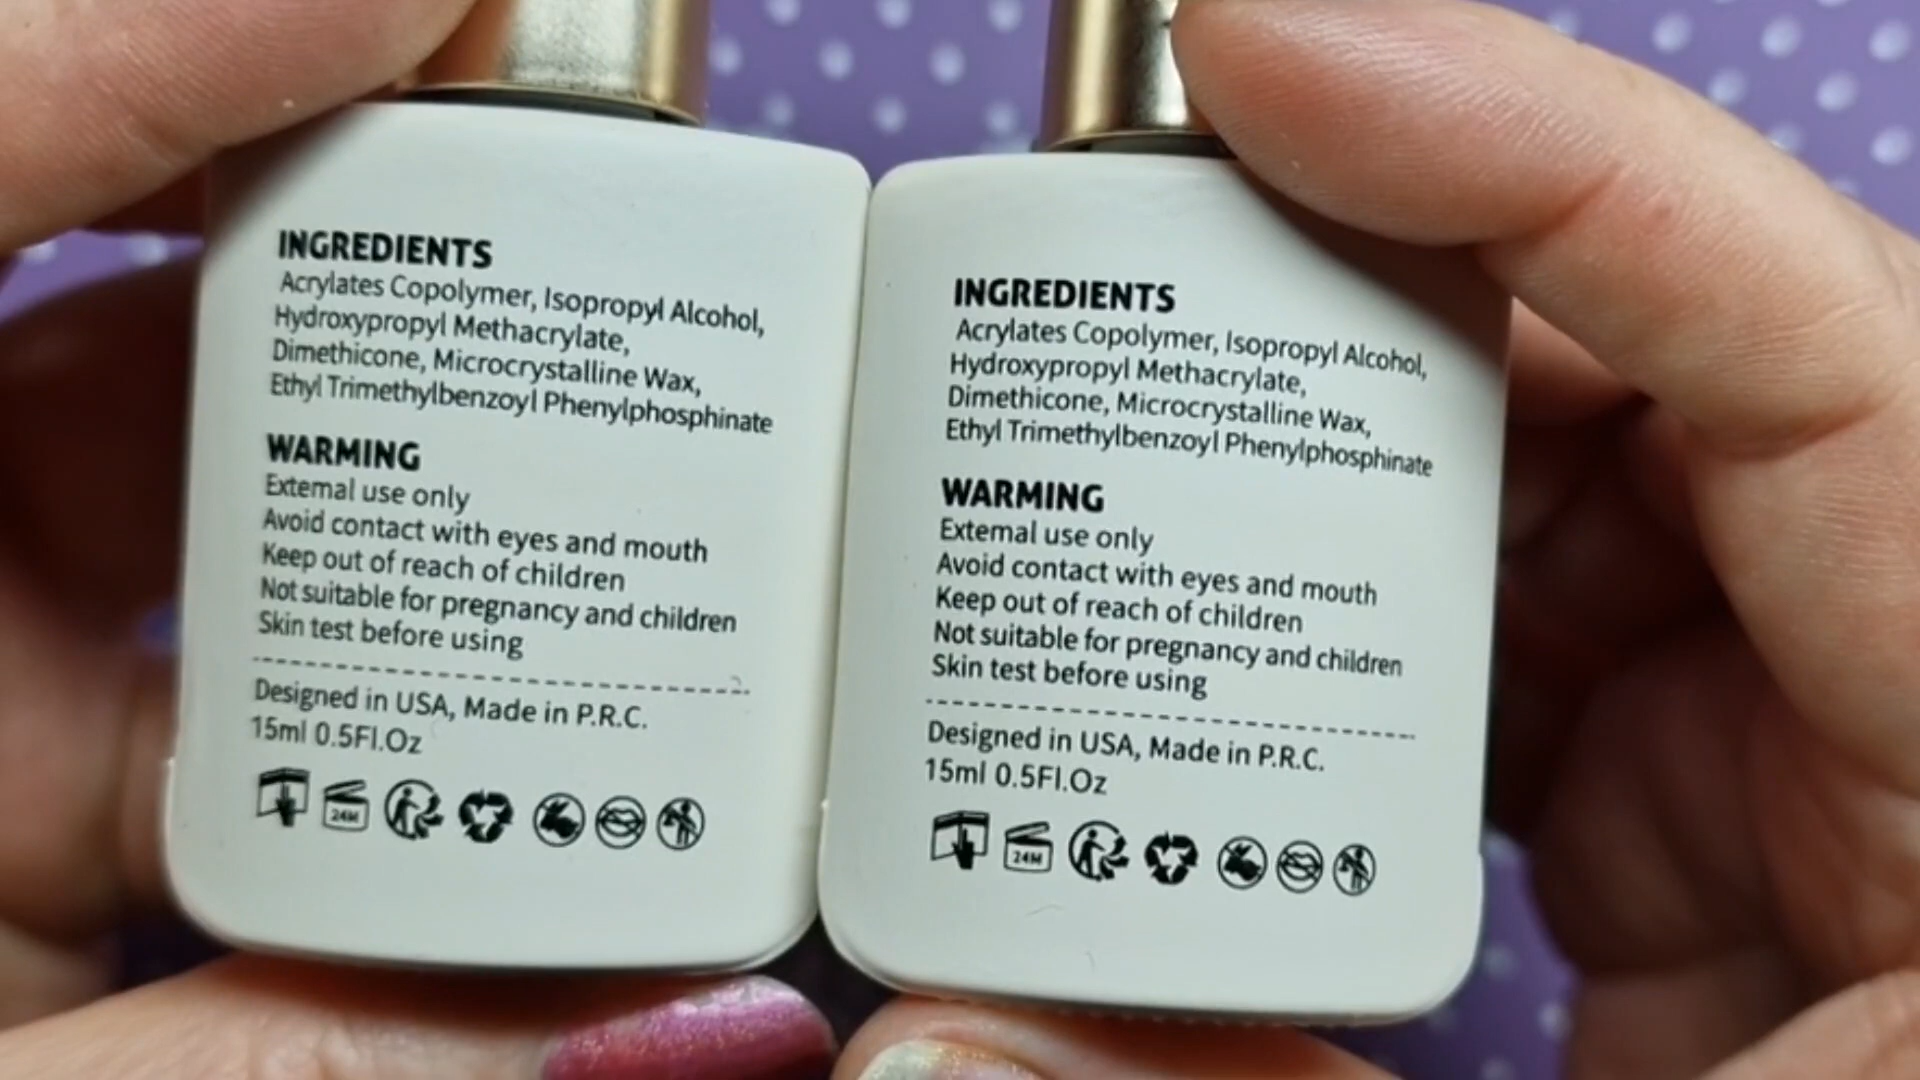 INGREDIENTS
Acrylates Copolymer, Isopropyl Alcohol,
Hydroxypropyl Methacrylate,
Dimethicone, Microcrystalline Wax,
Ethyl Trimethylbenzoyl Phenylphosphinate
WARMING
Extemal use only
Avoid contact with eyes and mouth
Keep out of reach of children
Not suitable for pregnancy and children
Skin test before using
Designed in USA, Made in P.R.C.
15ml 0.5Fl.Oz
24M
INGREDIENTS
Acrylates Copolymer, Isopropyl Alcohol,
Hydroxypropyl Methacrylate,
Dimethicone, Microcrystalline Wax,
Ethyl Trimethylbenzoyl Phenylphosphinate
WARMING
Extemal use only
Avoid contact with eyes and mouth
Keep out of reach of children
Not suitable for pregnancy and children
Skin test before using
Designed in USA, Made in P.R.C.
15ml 0.5Fl.Oz
24M